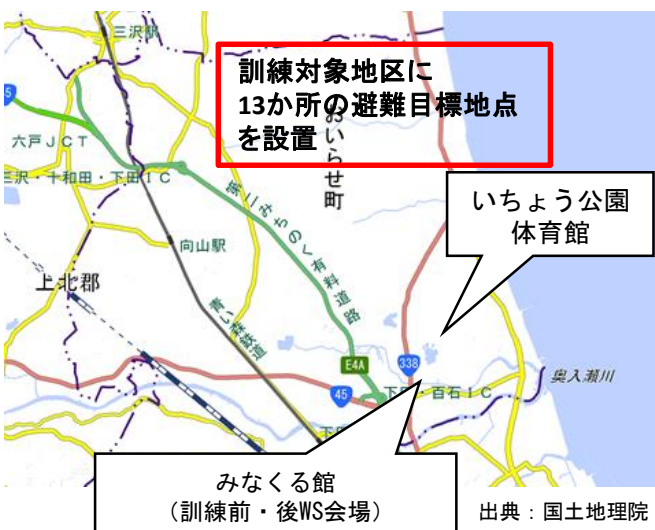 三沢駅
訓練対象地区に
13か所の避難目標地点
を設置
おいらせ町
5
六戸JCT
三沢・十和田・下田IC
第二みちのく有料道路
いちょう公園
体育館
向山駅
上北郡
青い森鉄道
E4A
338
45
奥入瀬川
下田・百石IC
みなくる館
（訓練前・後WS会場）
出典：国土地理院